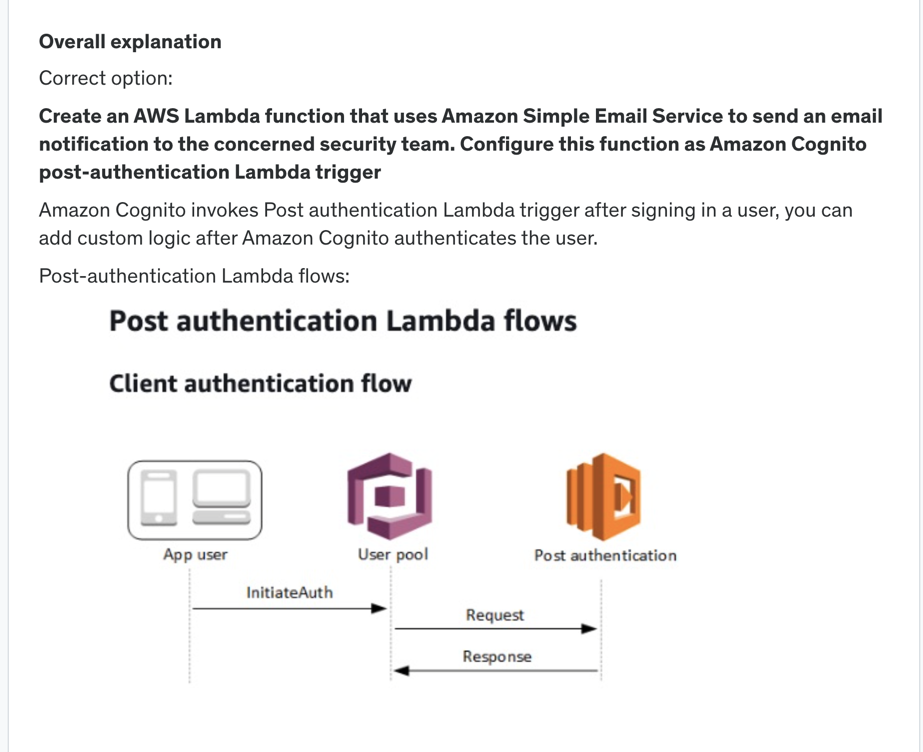 Overall explanation
Correct option:
Create an AWS Lambda function that uses Amazon Simple Email Service to send an email
notification to the concerned security team. Configure this function as Amazon Cognito
post-authentication Lambda trigger
Amazon Cognito invokes Post authentication Lambda trigger after signing in a user, you can
add custom logic after Amazon Cognito authenticates the user.
Post-authentication Lambda flows:
Post authentication Lambda flows
Client authentication flow
App user
User pool
Post authentication
InitiateAuth
Request
Response